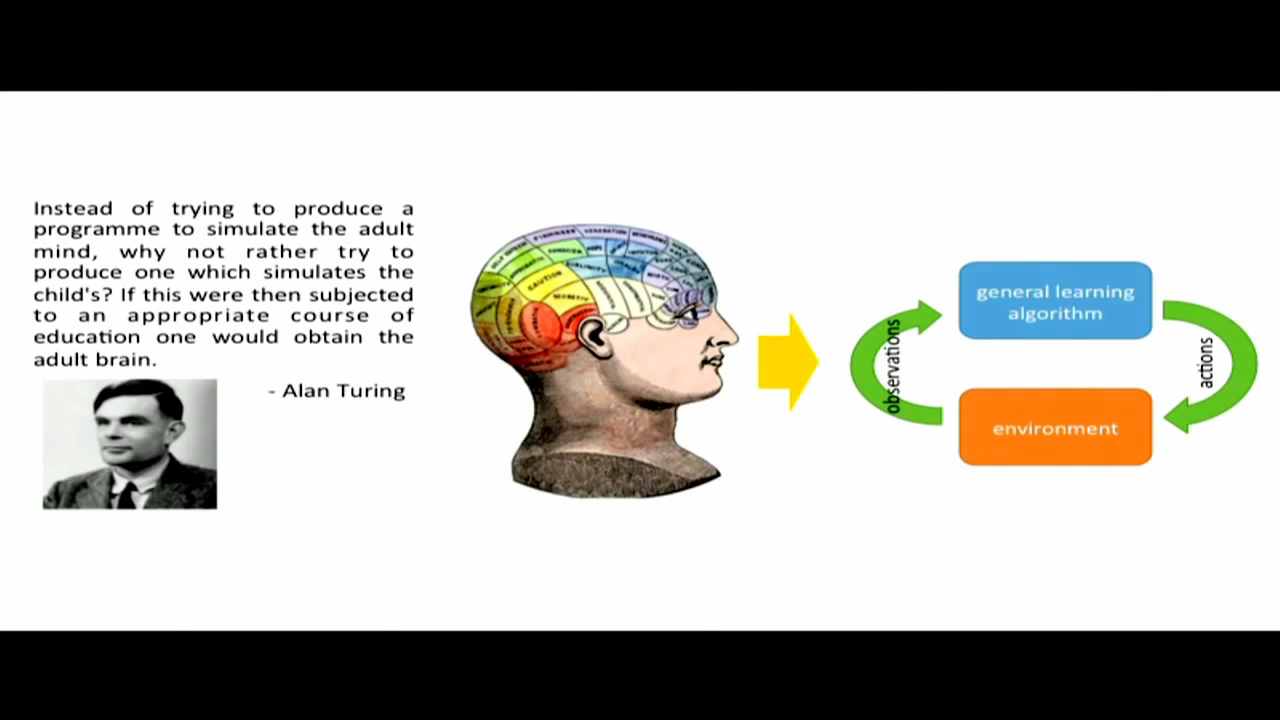 Instead of trying to produce a
programme to simulate the adult
mind, why not rather try to
produce one which simulates the
child's? If this were then subjected
to an appropriate course of
education one would obtain the
adult brain.
- Alan Turing
CAUTION
general learning
algorithm
observations
actions
environment